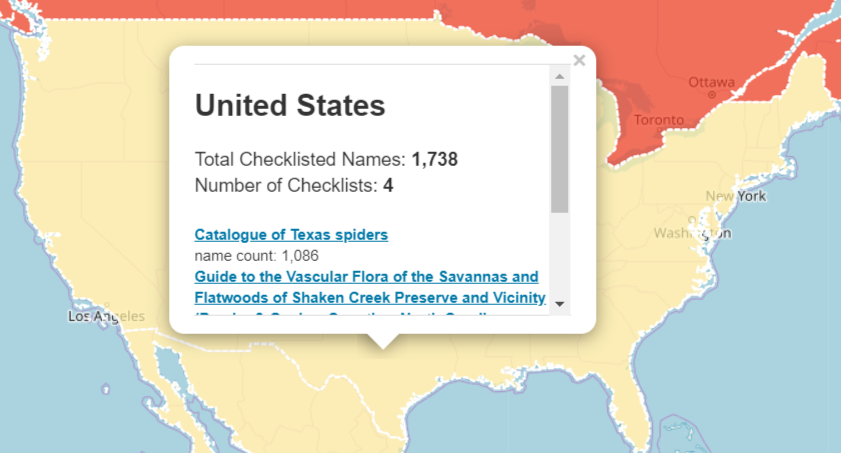 United States
Total Checklisted Names: 1,738
Number of Checklists: 4
Catalogue of Texas spiders
name count: 1,086
Guide to the Vascular Flora of the Savannas and
Flatwoods of Shaken Creek Preserve and Vicinity
Ottawa
Toronto
New York
Washington
Los Angeles